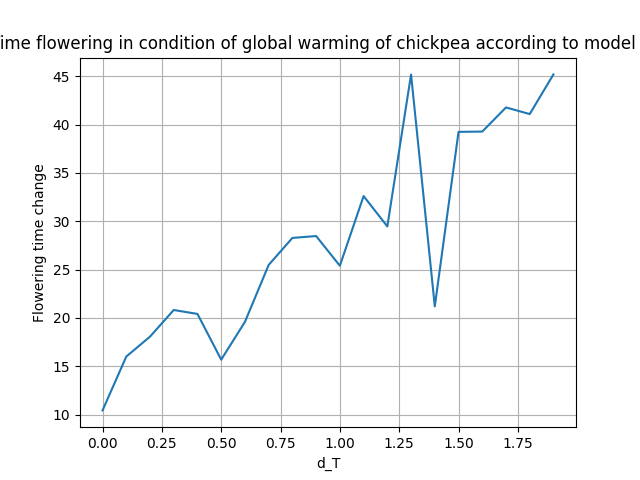 ime flowering in condition of global warming of chickpea according to model
45
40
35
30
25
20
15
10
Flowering time change
0.00 0.25 0.50 0.75 1.00 1.25 1.50 1.75
d_T